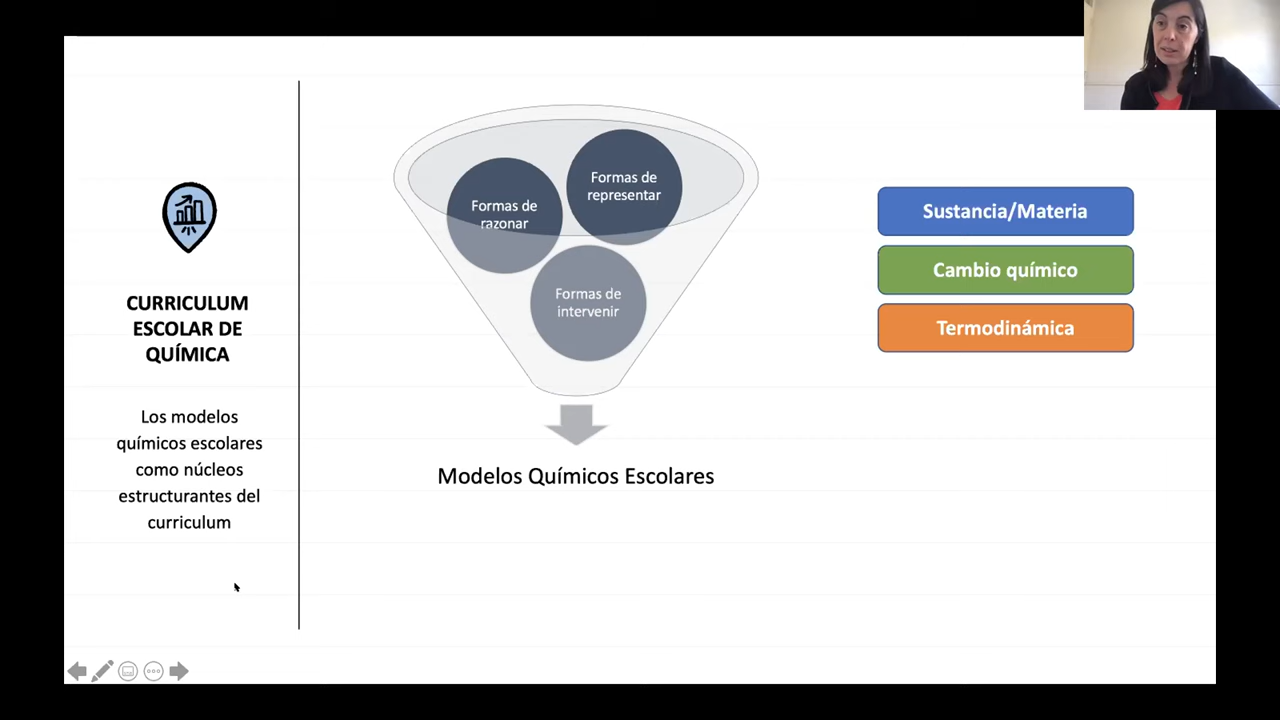 CURRICULUM
ESCOLAR DE
QUÍMICA
Los modelos
químicos escolares
como núcleos
estructurantes del
curriculum
Formas de
razonar
Formas de
representar
Formas de
intervenir
Modelos Químicos Escolares
Sustancia/Materia
Cambio químico
Termodinámica